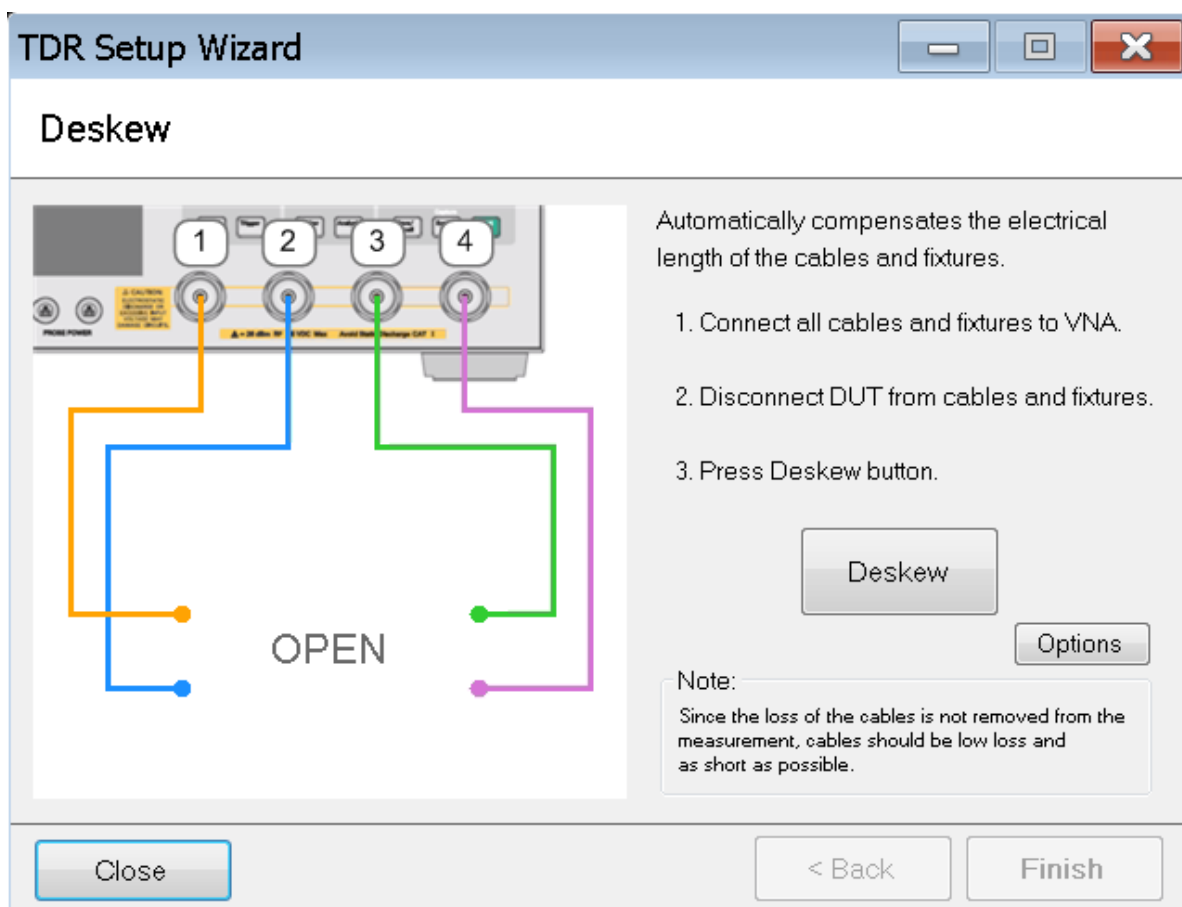 TDR Setup Wizard
Deskew
1
2
3
4
PROBE POWER
Automatically compensates the electrical
length of the cables and fixtures.
1. Connect all cables and fixtures to VNA.
2. Disconnect DUT from cables and fixtures.
3. Press Deskew button.
OPEN
Deskew
Options
Note:
Since the loss of the cables is not removed from the
measurement, cables should be low loss and
as short as possible.
Close
< Back
Finish